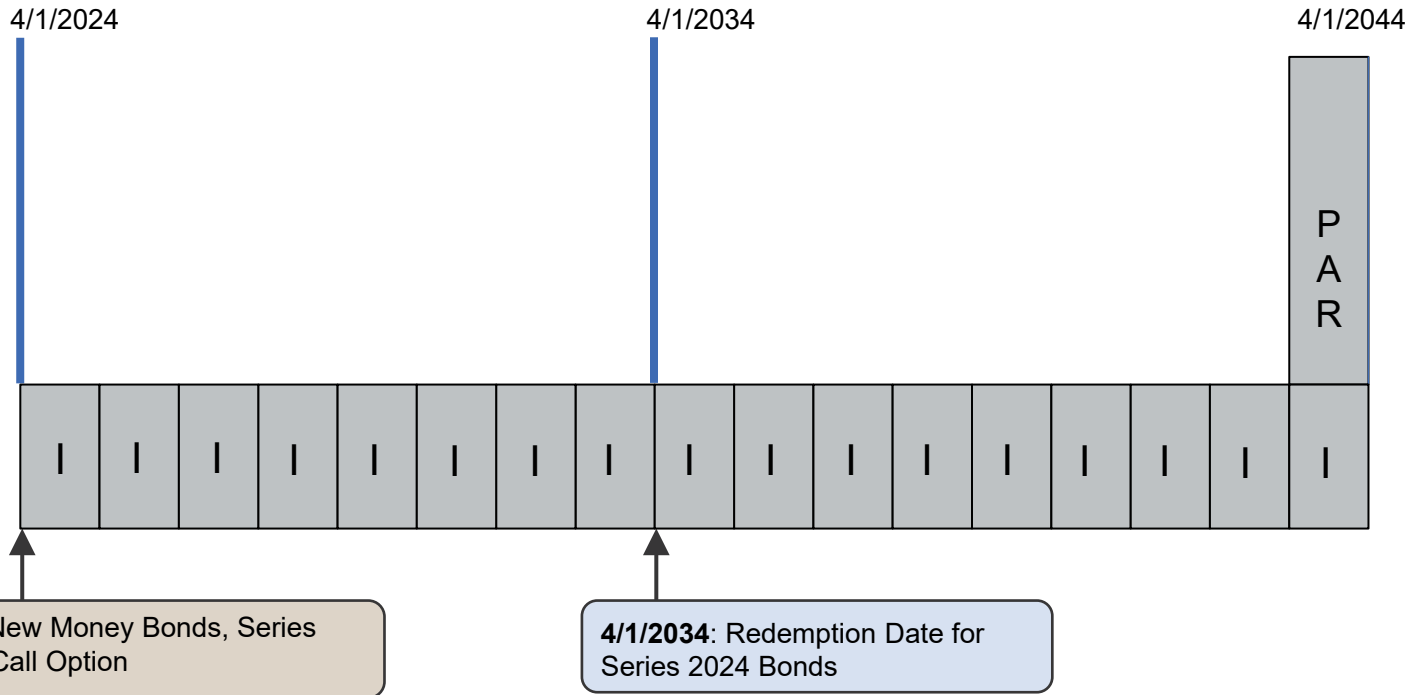 4/1/2024 4/1/2034 4/1/2044
P
A
R
I I I I I I I I I I I I I I I I I
New Money Bonds, Series
Call Option
4/1/2034: Redemption Date for
Series 2024 Bonds